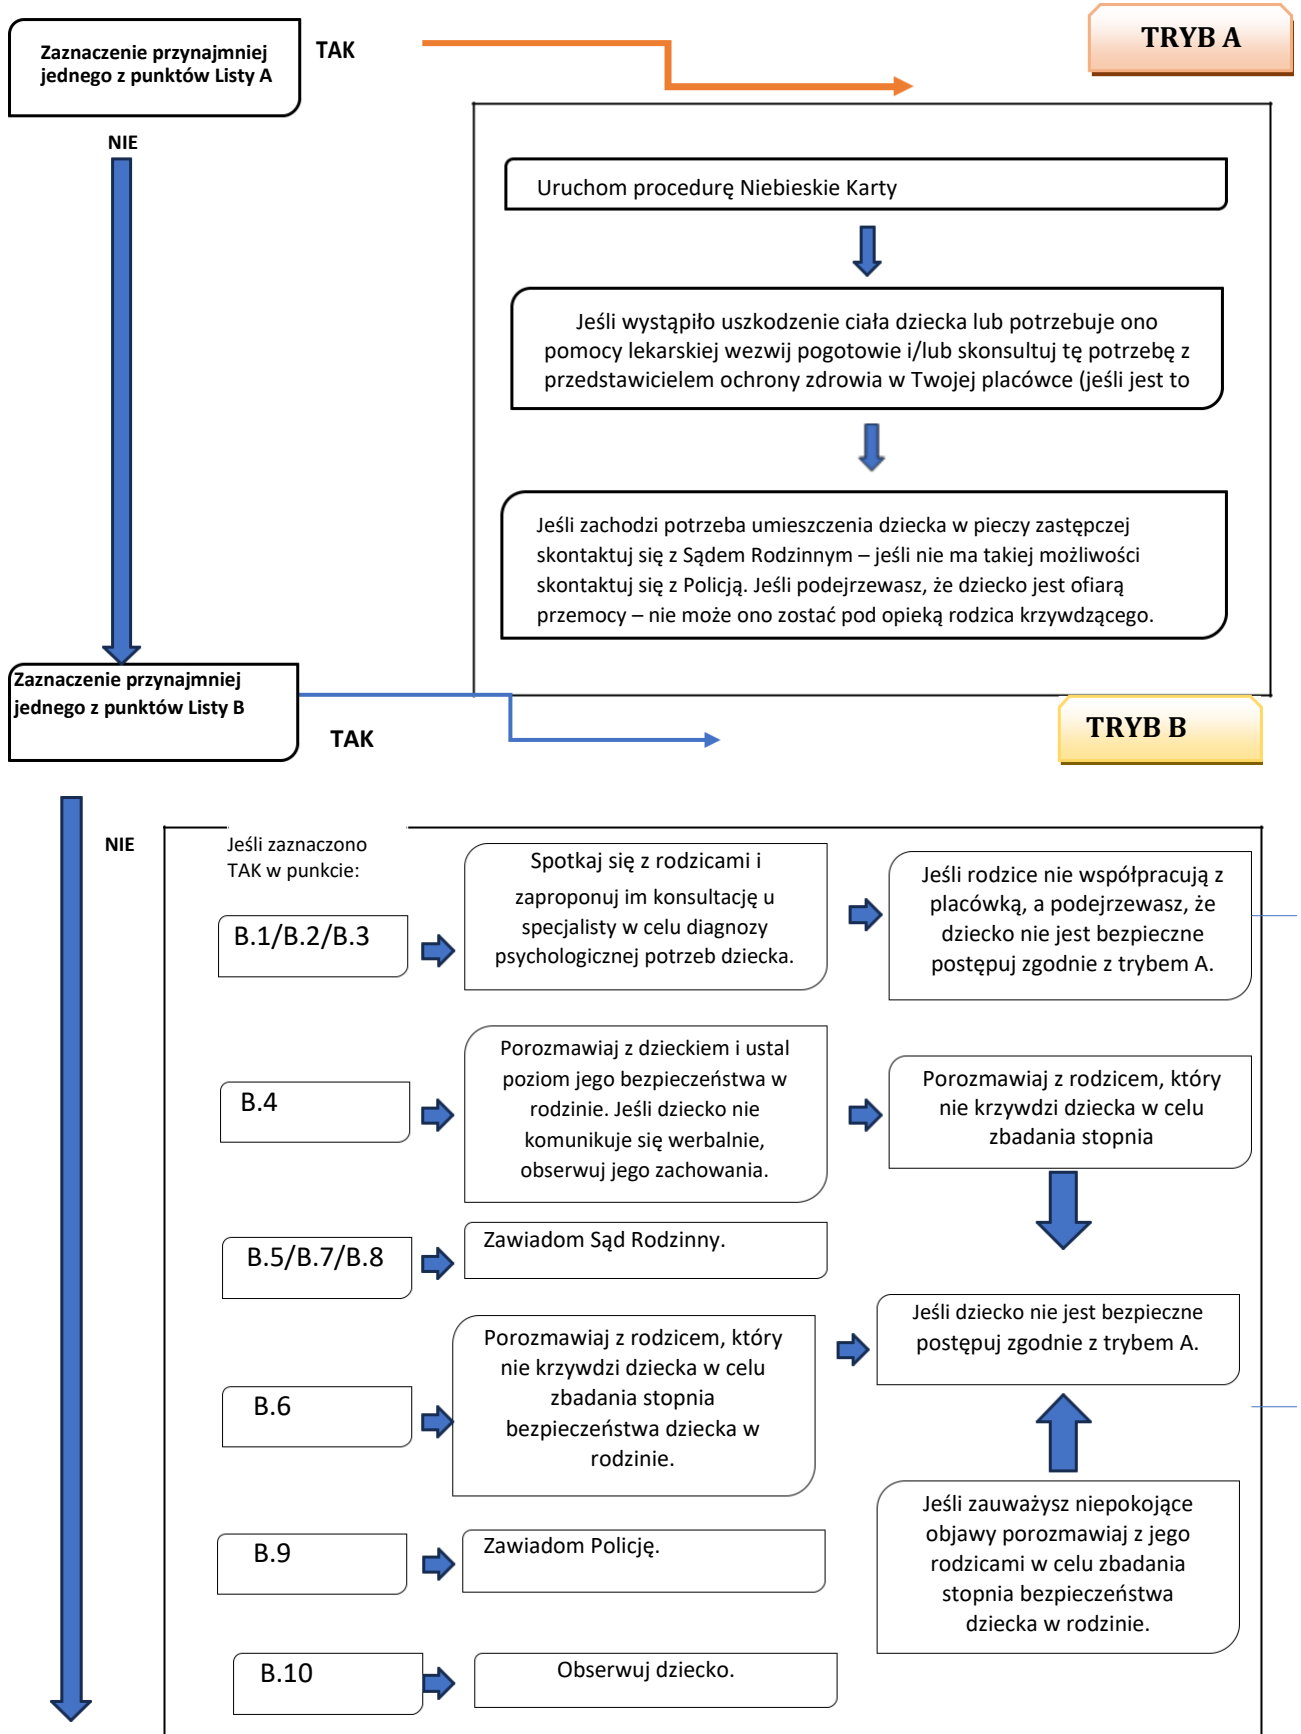 Zaznaczenie przynajmniej
jednego z punktów Listy A
TAK
TRYB A
NIE
Uruchom procedurę Niebieskie Karty
Jeśli wystąpiło uszkodzenie ciała dziecka lub potrzebuje ono
pomocy lekarskiej wezwij pogotowie i/lub skonsultuj tę potrzebę z
przedstawicielem ochrony zdrowia w Twojej placówce (jeśli jest to
Jeśli zachodzi potrzeba umieszczenia dziecka w pieczy zastępczej
skontaktuj się z Sądem Rodzinnym – jeśli nie ma takiej możliwości
skontaktuj się z Policją. Jeśli podejrzewasz, że dziecko jest ofiarą
przemocy – nie może ono zostać pod opieką rodzica krzywdzącego.
Zaznaczenie przynajmniej
jednego z punktów Listy B
TAK
TRYB B
NIE
Jeśli zaznaczono
TAK w punkcie:
B.1/B.2/B.3
Spotkaj się z rodzicami i
zaproponuj im konsultację u
specjalisty w celu diagnozy
psychologicznej potrzeb dziecka.
Jeśli rodzice nie współpracują z
placówką, a podejrzewasz, że
dziecko nie jest bezpieczne
postępuj zgodnie z trybem A.
B.4
Porozmawiaj z dzieckiem i ustal
poziom jego bezpieczeństwa w
rodzinie. Jeśli dziecko nie
komunikuje się werbalnie,
obserwuj jego zachowania.
Porozmawiaj z rodzicem, który
nie krzywdzi dziecka w celu
zbadania stopnia
B.5/B.7/B.8
Zawiadom Sąd Rodzinny.
Jeśli dziecko nie jest bezpieczne
postępuj zgodnie z trybem A.
B.6
Porozmawiaj z rodzicem, który
nie krzywdzi dziecka w celu
zbadania stopnia
bezpieczeństwa dziecka w
rodzinie.
B.9
Zawiadom Policję.
Jeśli zauważysz niepokojące
objawy porozmawiaj z jego
rodzicami w celu zbadania
stopnia bezpieczeństwa
dziecka w rodzinie.
B.10
Obserwuj dziecko.